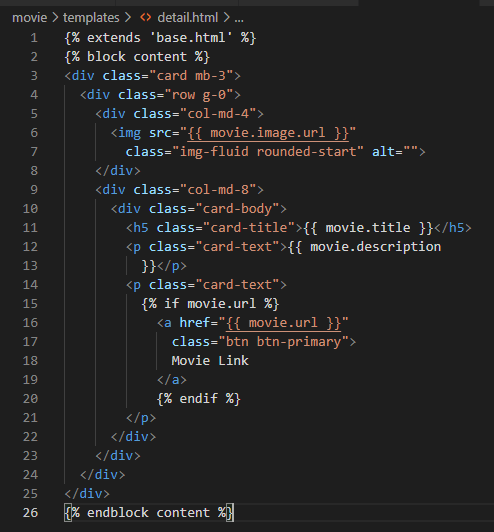 movie > templates > <> detail.html > ...
1 {% extends 'base.html' %}
2 {% block content %}
3 <div class="card mb-3">
4   <div class="row g-0">
5     <div class="col-md-4">
6       <img src="{{ movie.image.url }}"
7         class="img-fluid rounded-start" alt="">
8     </div>
9     <div class="col-md-8">
10       <div class="card-body">
11         <h5 class="card-title">{{ movie.title }}</h5>
12         <p class="card-text">{{ movie.description
13           }}</p>
14         <p class="card-text">
15           {% if movie.url %}
16             <a href="{{ movie.url }}"
17               class="btn btn-primary">
18               Movie Link
19             </a>
20             {% endif %}
21         </p>
22       </div>
23     </div>
24   </div>
25 </div>
26 {% endblock content %}